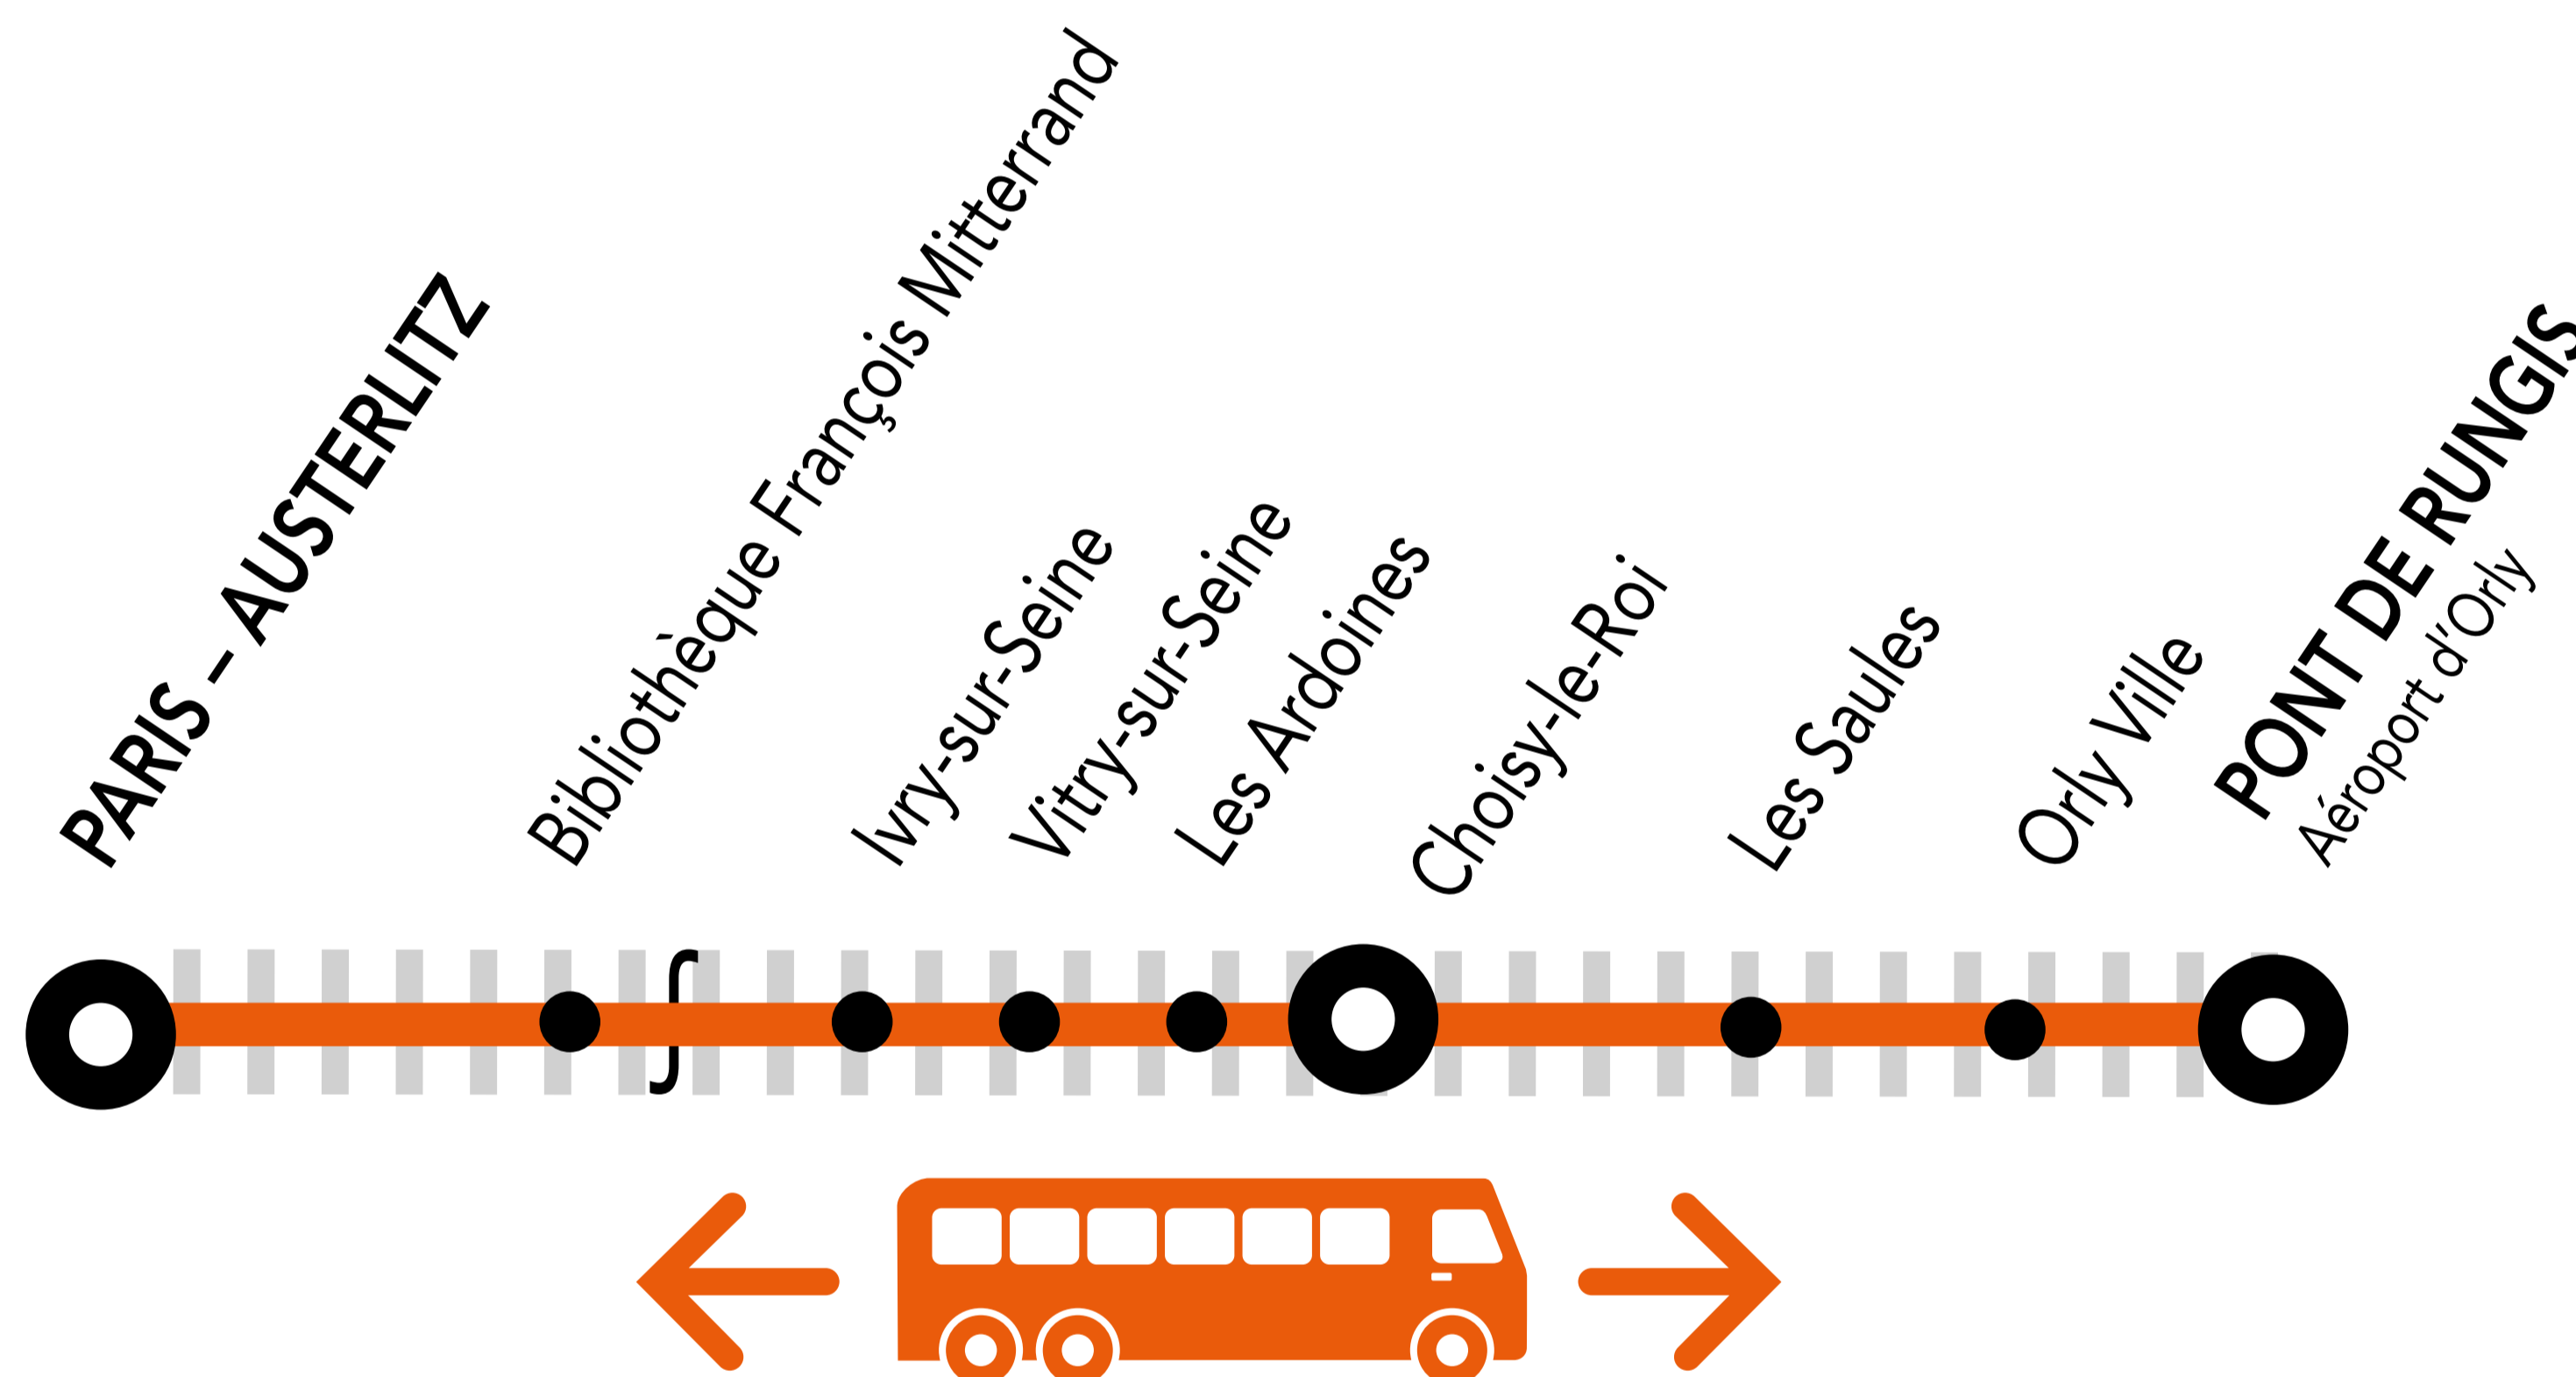 PARIS – AUSTERLITZ
Bibliothèque François Mitterrand
Ivry-sur-Seine
Vitry-sur-Seine
Les Ardoines
Choisy-le-Roi
Les Saules
Orly Ville
PONT DE RUNGIS
Aéroport d’Orly